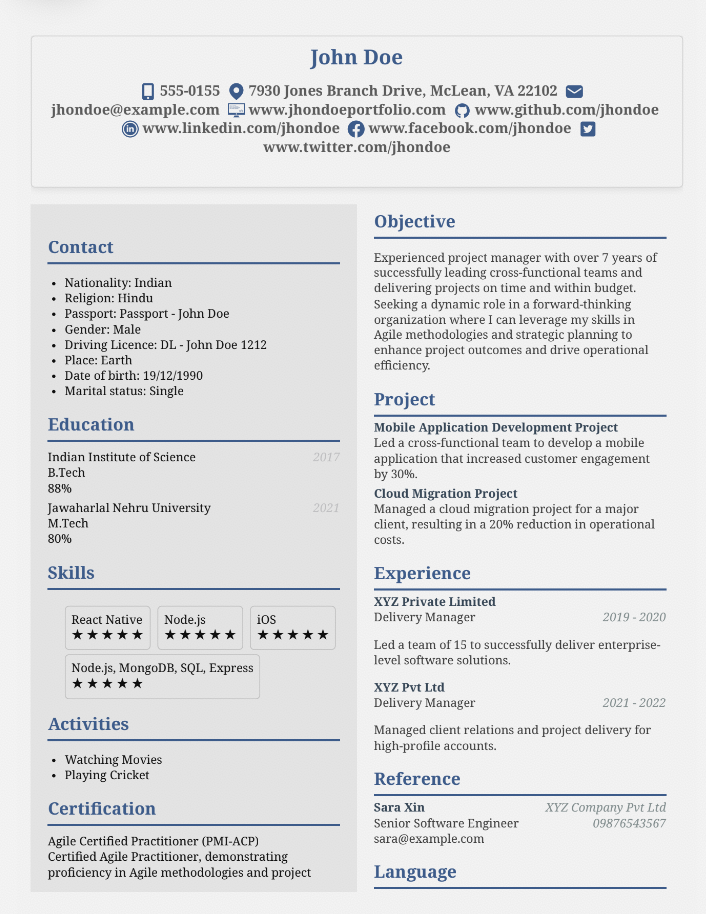 John Doe
555-0155 7930 Jones Branch Drive, McLean, VA 22102
jhondoe@example.com www.jhondoeportfolio.com www.github.com/jhondoe
www.linkedin.com/jhondoe www.facebook.com/jhondoe
www.twitter.com/jhondoe
Contact
• Nationality: Indian
• Religion: Hindu
• Passport: Passport - John Doe
• Gender: Male
• Driving Licence: DL - John Doe 1212
• Place: Earth
• Date of birth: 19/12/1990
• Marital status: Single
Education
Indian Institute of Science 2017
B.Tech
88%
Jawaharlal Nehru University 2021
M.Tech
80%
Skills
React Native Node.js iOS
★★★★★ ★★★★★ ★★★★★
Node.js, MongoDB, SQL, Express
★★★★★
Activities
• Watching Movies
• Playing Cricket
Certification
Agile Certified Practitioner (PMI-ACP)
Certified Agile Practitioner, demonstrating
proficiency in Agile methodologies and project
Objective
Experienced project manager with over 7 years of
successfully leading cross-functional teams and
delivering projects on time and within budget.
Seeking a dynamic role in a forward-thinking
organization where I can leverage my skills in
Agile methodologies and strategic planning to
enhance project outcomes and drive operational
efficiency.
Project
Mobile Application Development Project
Led a cross-functional team to develop a mobile
application that increased customer engagement
by 30%.
Cloud Migration Project
Managed a cloud migration project for a major
client, resulting in a 20% reduction in operational
costs.
Experience
XYZ Private Limited
Delivery Manager 2019 - 2020
Led a team of 15 to successfully deliver enterprise-
level software solutions.
XYZ Pvt Ltd
Delivery Manager 2021 - 2022
Managed client relations and project delivery for
high-profile accounts.
Reference
Sara Xin XYZ Company Pvt Ltd
Senior Software Engineer 09876543567
sara@example.com
Language